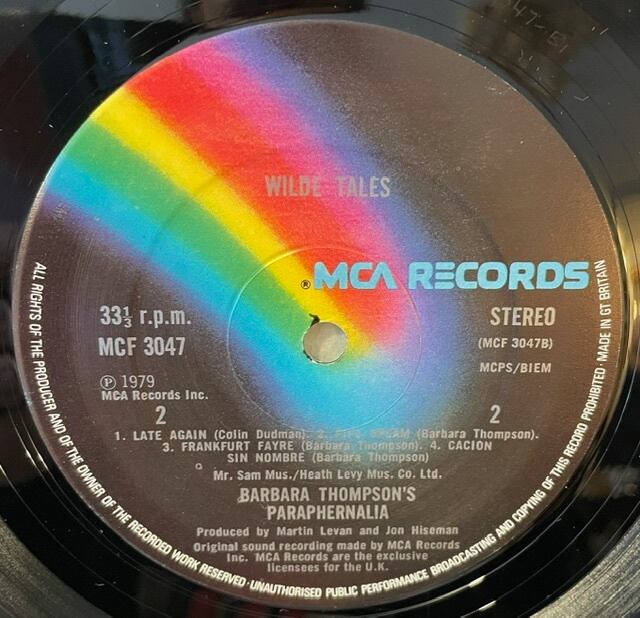 WILDE TALES
® MCA RECORDS
33⅓ r.p.m.
MCF 3047
STEREO
(MCF 3047B)
MCPS/BIEM
℗ 1979
MCA Records Inc.
2
2
1. LATE AGAIN (Colin Dudman). 2. PIPE DREAM (Barbara Thompson).
3. FRANKFURT FAYRE (Barbara Thompson). 4. CACION
SIN NOMBRE (Barbara Thompson)
Mr. Sam Mus./Heath Levy Mus. Co. Ltd.
BARBARA THOMPSON'S
PARAPHERNALIA
Produced by Martin Levan and Jon Hiseman
Original sound recording made by MCA Records
Inc. MCA Records are the exclusive
licensees for the U.K.
ALL RIGHTS OF THE PRODUCER AND OF THE OWNER OF THE RECORDED WORK RESERVED · UNAUTHORISED PUBLIC PERFORMANCE BROADCASTING AND COPYING OF THIS RECORD PROHIBITED · MADE IN GT BRITAIN